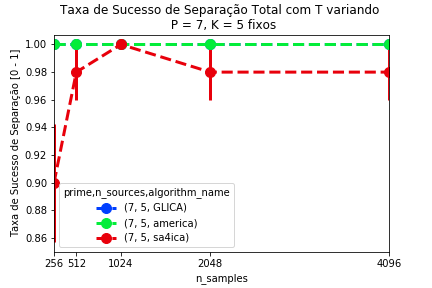 Taxa de Sucesso de Separação Total com T variando
P = 7, K = 5 fixos
Taxa de Sucesso de Separação [0 - 1]
1.00
0.98
0.96
0.94
0.92
0.90
0.88
0.86
prime,n_sources,algorithm_name
(7, 5, GLICA)
(7, 5, america)
(7, 5, sa4ica)
256 512 1024 2048 4096
n_samples